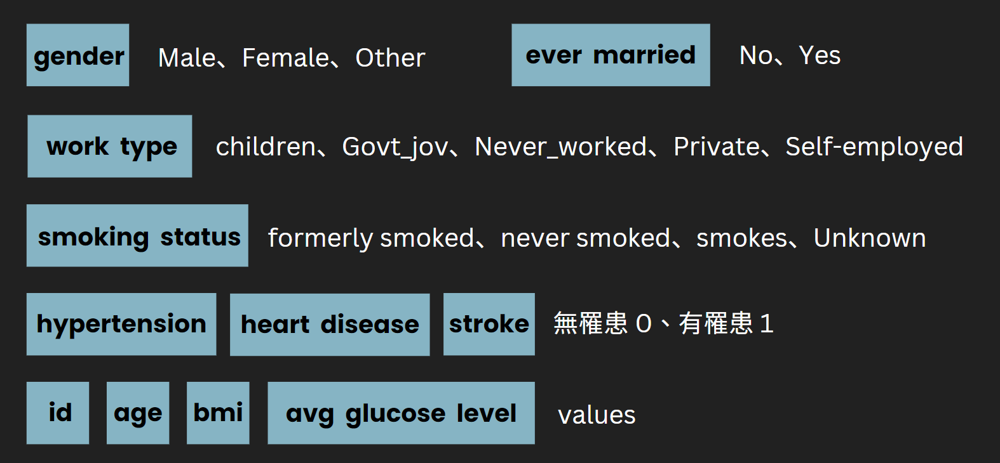 gender Male、Female、Other ever married No、Yes
work type children、Govt_jov、Never_worked、Private、Self-employed
smoking status formerly smoked、never smoked、smokes、Unknown
hypertension heart disease stroke 無罹患 0、有罹患 1
id age bmi avg glucose level values